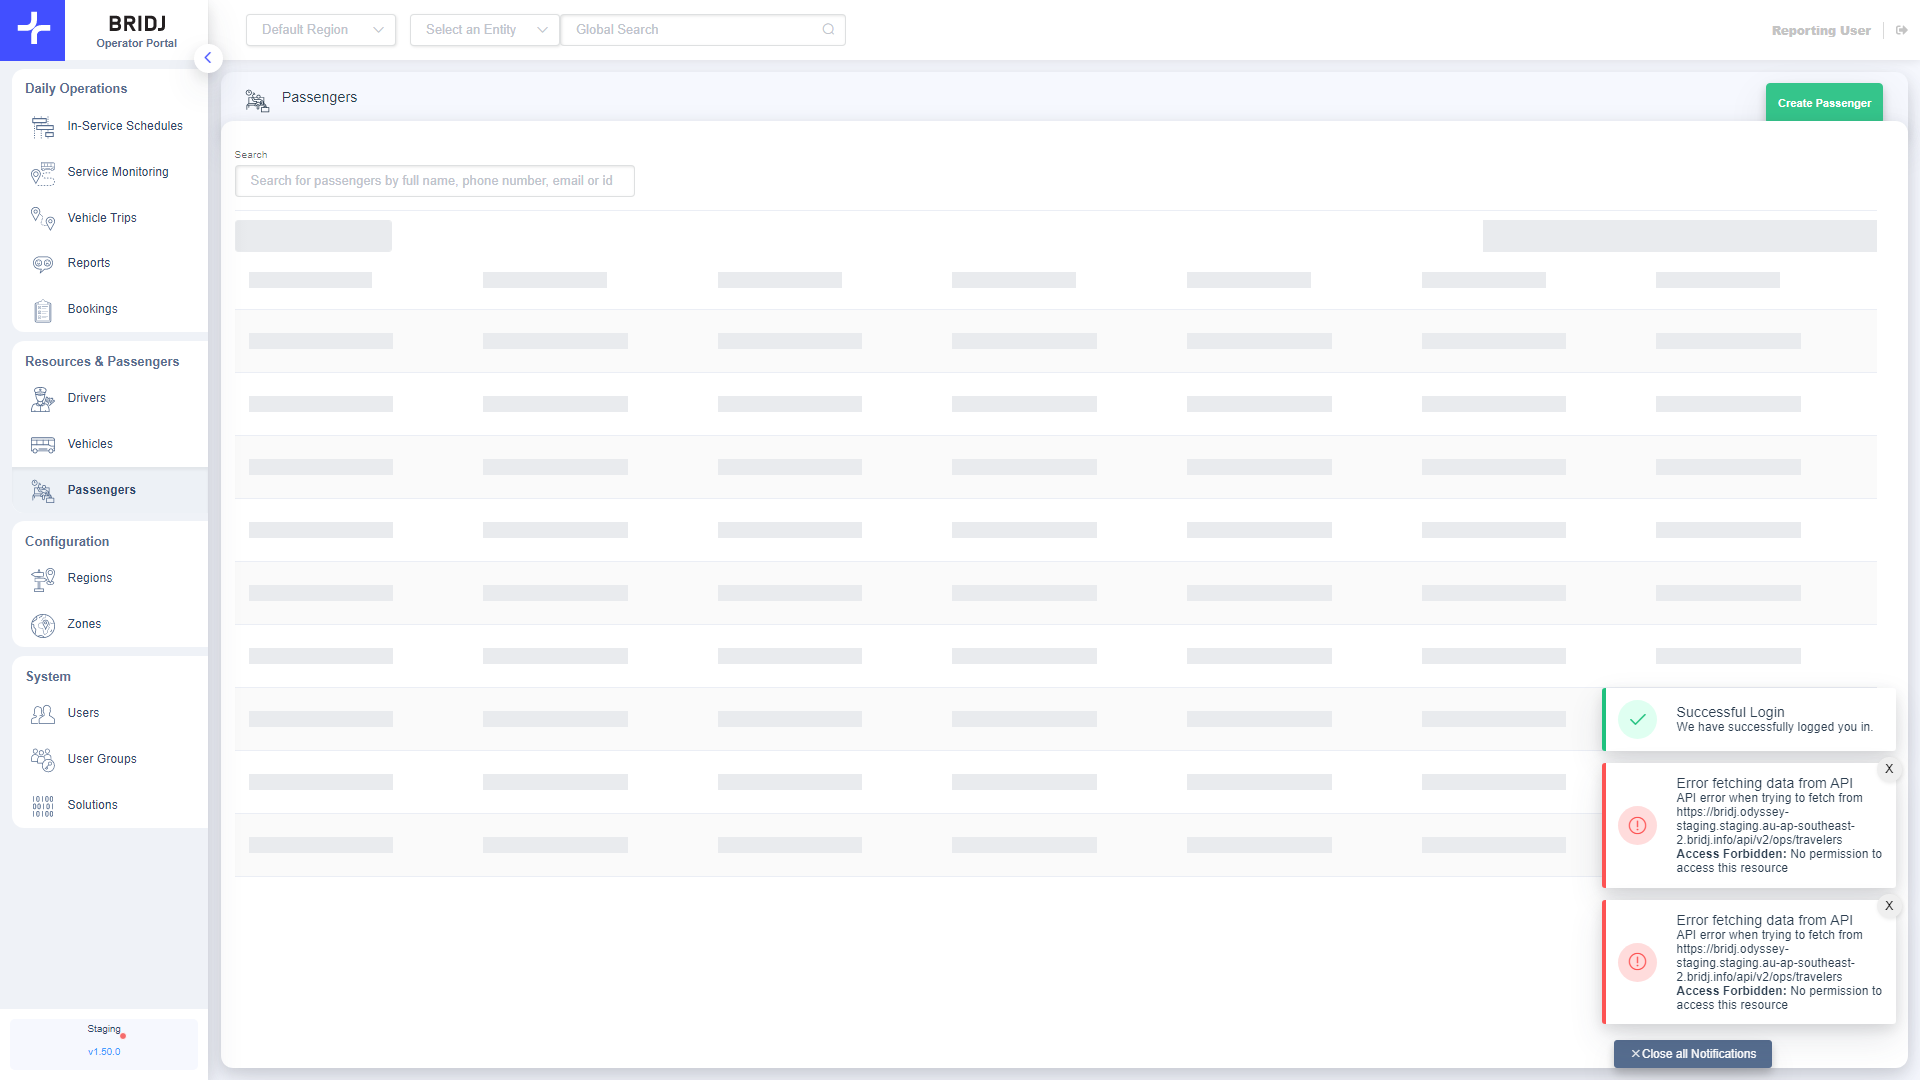 BRIDJ
Operator Portal
Default Region
Select an Entity
Global Search
Reporting User
Daily Operations
In-Service Schedules
Service Monitoring
Vehicle Trips
Reports
Bookings
Resources & Passengers
Drivers
Vehicles
Passengers
Configuration
Regions
Zones
System
Users
User Groups
10100
00101
10100
Solutions
Staging
v1.50.0
Passengers
Create Passenger
Search
Search for passengers by full name, phone number, email or id
Successful Login
We have successfully logged you in.
X
Error fetching data from API
API error when trying to fetch from
https://bridj.odyssey-
staging.staging.au-ap-southeast-
2.bridj.info/api/v2/ops/travelers
Access Forbidden: No permission to
access this resource
X
Error fetching data from API
API error when trying to fetch from
https://bridj.odyssey-
staging.staging.au-ap-southeast-
2.bridj.info/api/v2/ops/travelers
Access Forbidden: No permission to
access this resource
Close all Notifications